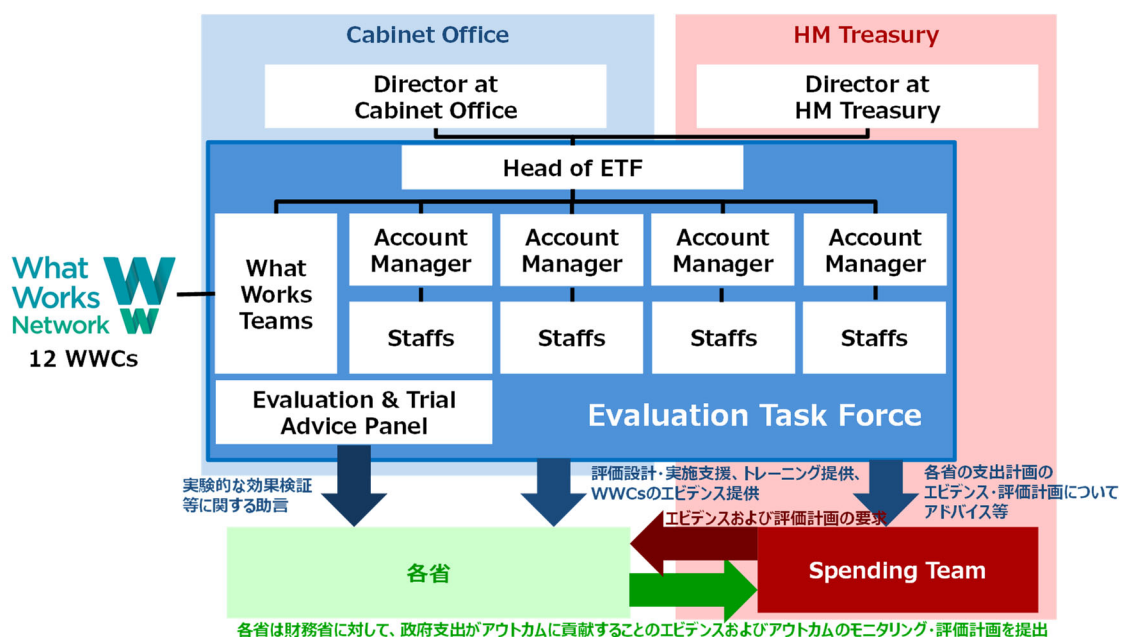 Cabinet Office
HM Treasury
Director at
Cabinet Office
Director at
HM Treasury
Head of ETF
What
Works
Teams
Account
Manager
Account
Manager
Account
Manager
Account
Manager
Staffs
Staffs
Staffs
Staffs
What
Works
Network
12 WWCs
Evaluation & Trial
Advice Panel
Evaluation Task Force
実験的な効果検証
等に関する助言
評価設計・実施支援、トレーニング提供、
WWCsのエビデンス提供
各省の支出計画の
エビデンス・評価計画について
アドバイス等
エビデンスおよび評価計画の要求
各省
Spending Team
各省は財務省に対して、政府支出がアウトカムに貢献することのエビデンスおよびアウトカムのモニタリング・評価計画を提出